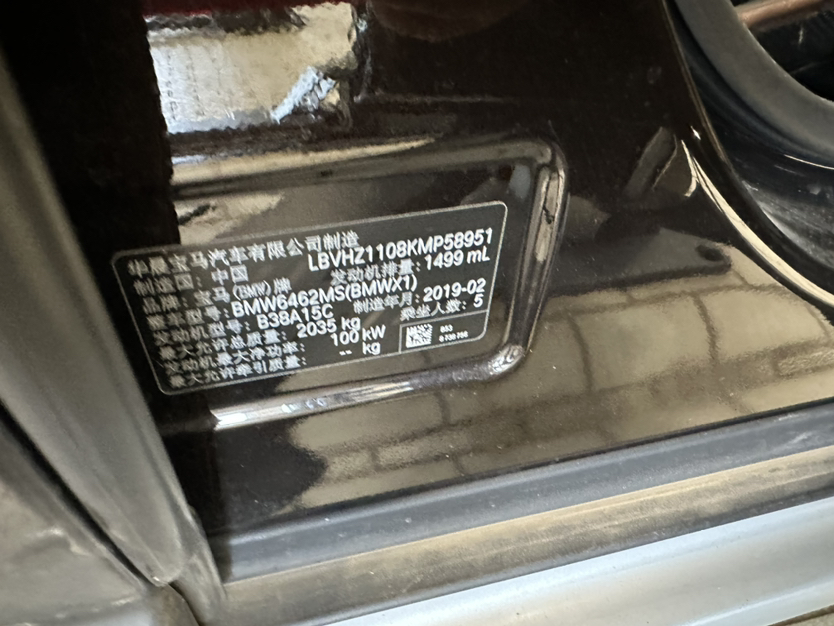 华晨宝马汽车有限公司制造
LBVHZ1108KMP58951
制造国：中国
发动机排量：1499 mL
品牌：宝马(BMW)牌
整车型号：BMW6462MS(BMWX1)
制造年月：2019-02
发动机型号：B38A15C
乘坐人数：5
最大允许总质量：2035 kg
发动机最大净功率：100 kW
最大允许牵引质量：-- kg